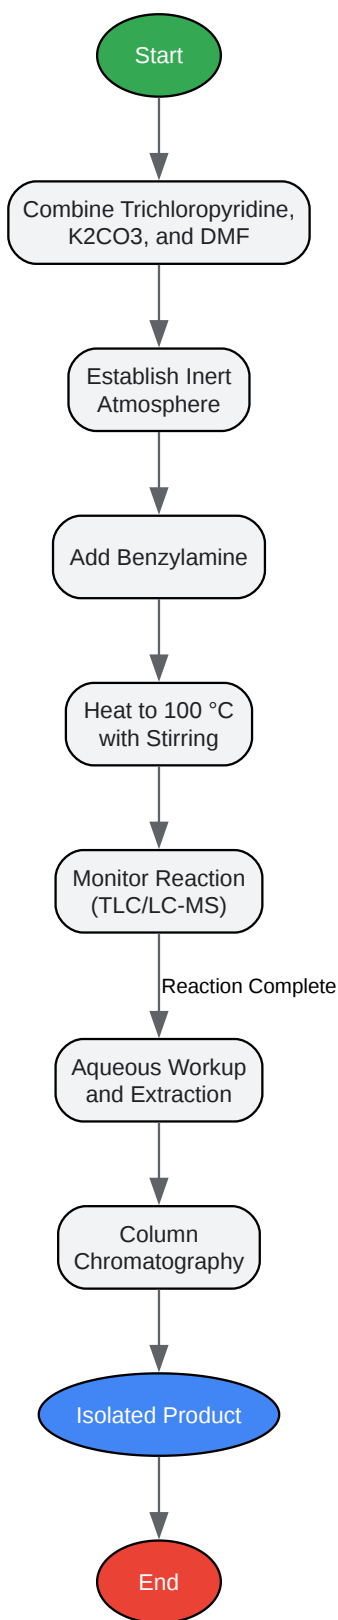 Start
Combine Trichloropyridine,
K2CO3, and DMF
Establish Inert
Atmosphere
Add Benzylamine
Heat to 100 °C
with Stirring
Monitor Reaction
(TLC/LC-MS)
Reaction Complete
Aqueous Workup
and Extraction
Column
Chromatography
Isolated Product
End